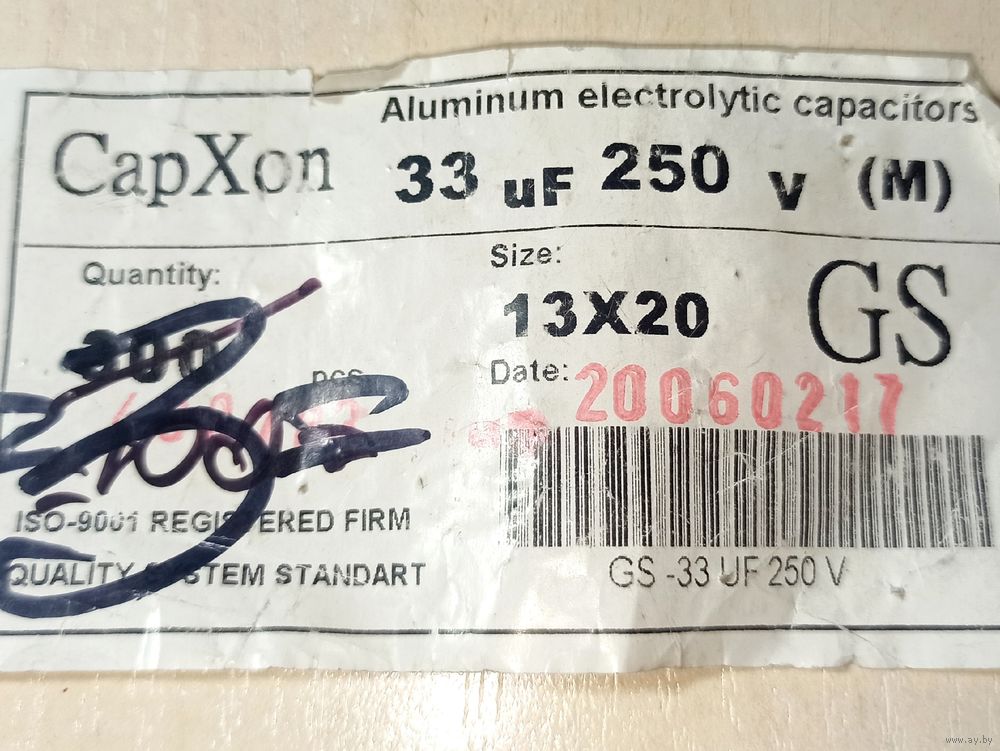 Aluminum electrolytic capacitors
CapXon 33 uF 250 V (M)
Quantity:
Size:
13X20
GS
pcs
Date: 20060217
ISO-9001 REGISTERED FIRM
QUALITY SYSTEM STANDART
GS -33 UF 250 V
www.ay.by